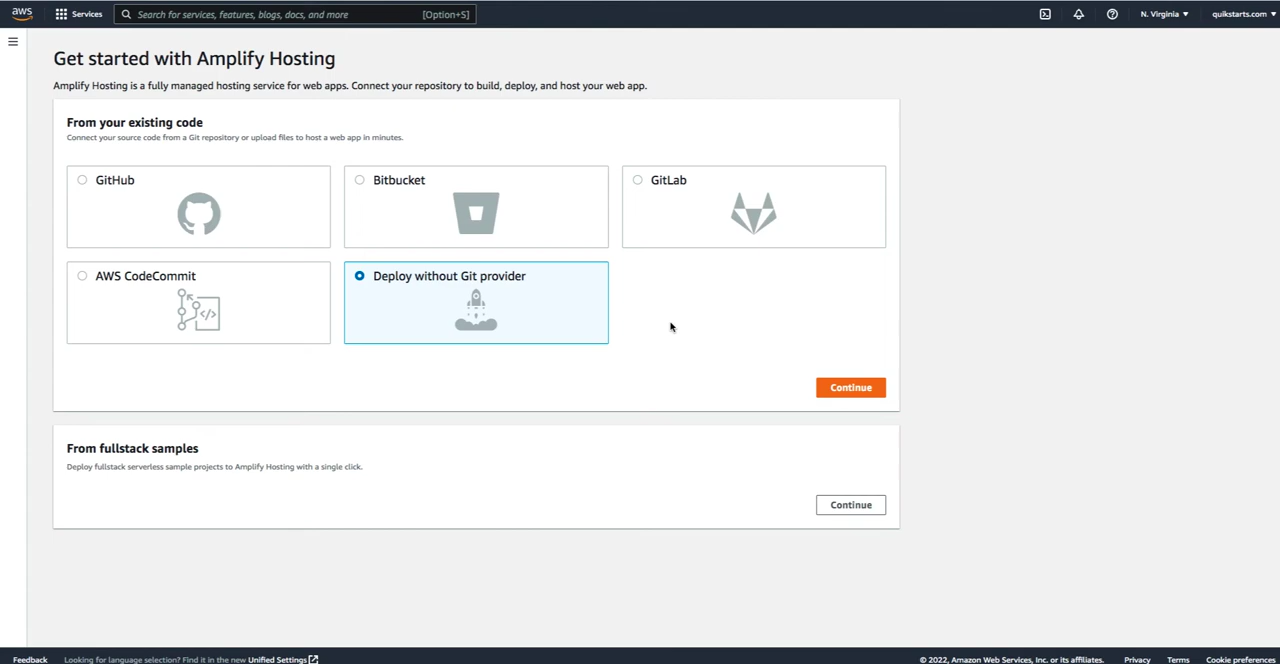 aws Services Search for services, features, blogs, docs, and more [Option+S] N. Virginia quikstarts.com
Get started with Amplify Hosting
Amplify Hosting is a fully managed hosting service for web apps. Connect your repository to build, deploy, and host your web app.
From your existing code
Connect your source code from a Git repository or upload files to host a web app in minutes.
GitHub
Bitbucket
GitLab
AWS CodeCommit
Deploy without Git provider
Continue
From fullstack samples
Deploy fullstack serverless sample projects to Amplify Hosting with a single click.
Continue
Feedback Looking for language selection? Find it in the new Unified Settings © 2022, Amazon Web Services, Inc. or its affiliates. Privacy Terms Cookie preferences